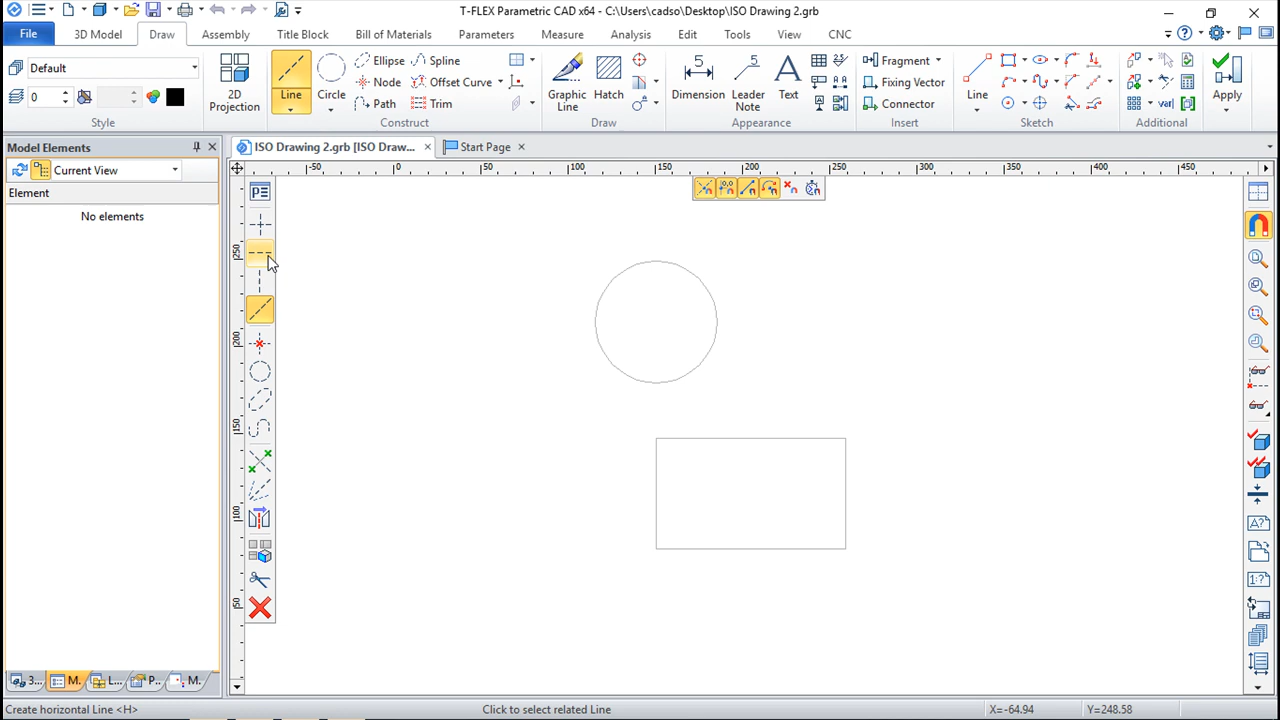 T-FLEX Parametric CAD x64 - C:\Users\cadso\Desktop\ISO Drawing 2.grb
File
3D Model
Draw
Assembly
Title Block
Bill of Materials
Parameters
Measure
Analysis
Edit
Tools
View
CNC
Default
0
Style
2D
Projection
Line
Circle
Ellipse
Node
Path
Spline
Offset Curve
Trim
Construct
Graphic
Line
Hatch
Draw
Dimension
Leader
Note
Text
Appearance
Fragment
Fixing Vector
Connector
Insert
Line
Sketch
var
Additional
Apply
Model Elements
Current View
Element
No elements
3...
M.
L...
P..
M.
ISO Drawing 2.grb [ISO Draw...
Start Page
-50
0
50
100
150
200
250
300
350
400
450
250
200
150
100
50
A?
1:?
Create horizontal Line <H>
Click to select related Line
X=-64.94
Y=248.58